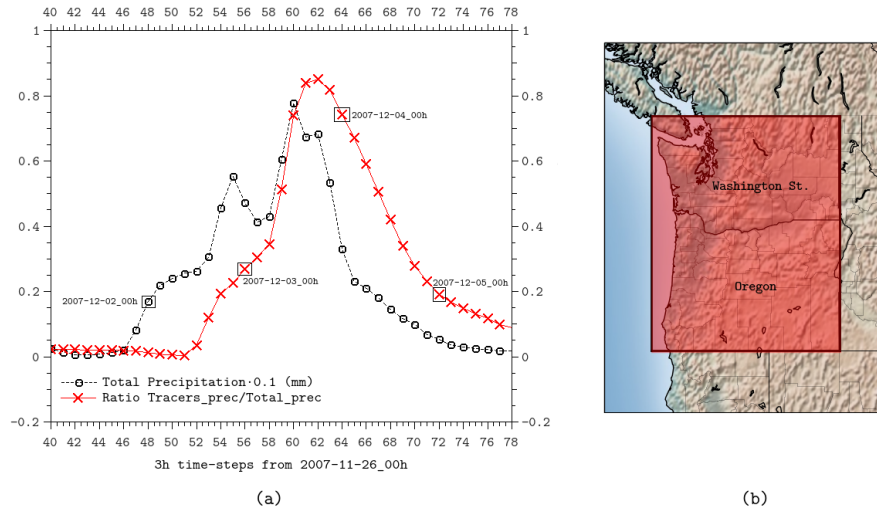 40 42 44 46 48 50 52 54 56 58 60 62 64 66 68 70 72 74 76 78
1 1
0.8 0.8
0.6 0.6
0.4 0.4
0.2 0.2
0 0
-0.2 -0.2
2007-12-04_00h
2007-12-05_00h
2007-12-03_00h
2007-12-02_00h
Total Precipitation·0.1 (mm)
Ratio Tracers_prec/Total_prec
40 42 44 46 48 50 52 54 56 58 60 62 64 66 68 70 72 74 76 78
3h time-steps from 2007-11-26_00h
(a)
Washington St.
Oregon
(b)